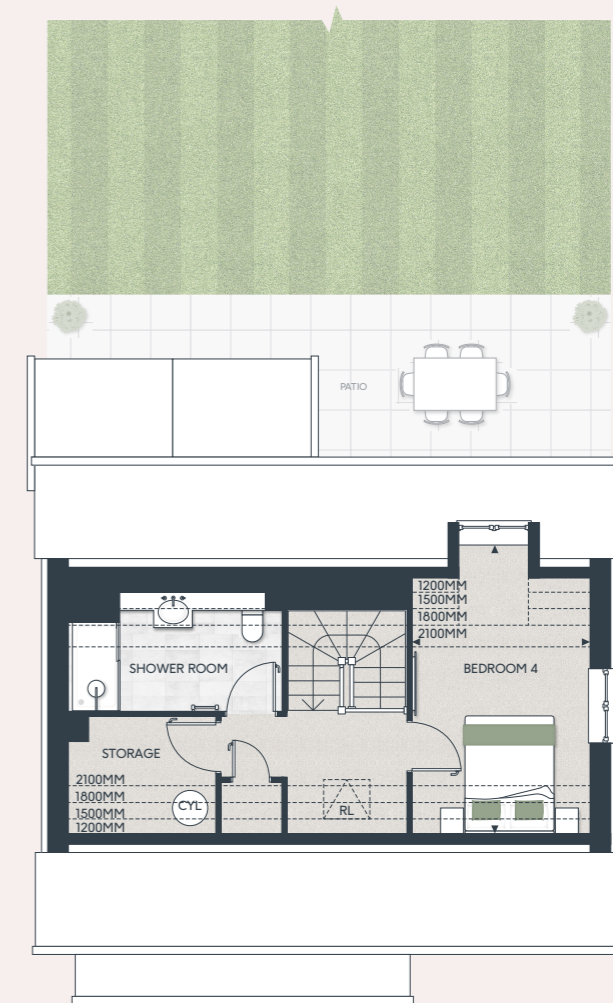 PATIO
1200MM
1500MM
1800MM
2100MM
SHOWER ROOM
BEDROOM 4
STORAGE
2100MM
1800MM
1500MM
1200MM
CYL
RL